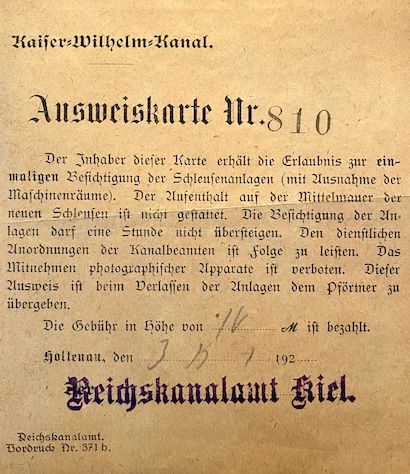 Kaiser-Wilhelm-Kanal.
Ausweiskarte Nr. 810
Der Inhaber dieser Karte erhält die Erlaubnis zur ein-
maligen Besichtigung der Schleusenanlagen (mit Ausnahme der
Maschinenräume). Der Aufenthalt auf der Mittelmauer der
neuen Schleusen ist nicht gestattet. Die Besichtigung der An-
lagen darf eine Stunde nicht übersteigen. Den dienstlichen
Anordnungen der Kanalbeamten ist Folge zu leisten. Das
Mitnehmen photographischer Apparate ist verboten. Dieser
Ausweis ist beim Verlassen der Anlagen dem Pförtner zu
übergeben.
Die Gebühr in Höhe von M ist bezahlt.
Holtenau, den 192
Reichskanalamt Kiel.
Reichskanalamt.
Vordruck Nr. 371 b.